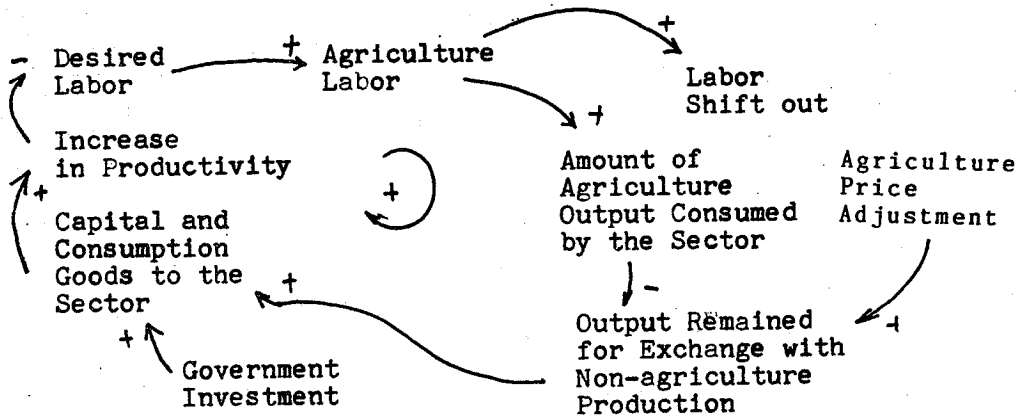 - Desired
Labor
+
Agriculture
Labor
+
Labor
Shift out
+
Increase
in Productivity
+
Capital and
Consumption
Goods to the
Sector
+
Amount of
Agriculture
Output Consumed
by the Sector
Agriculture
Price
Adjustment
-
+
Output Remained
for Exchange with
Non-agriculture
Production
+
+
Government
Investment